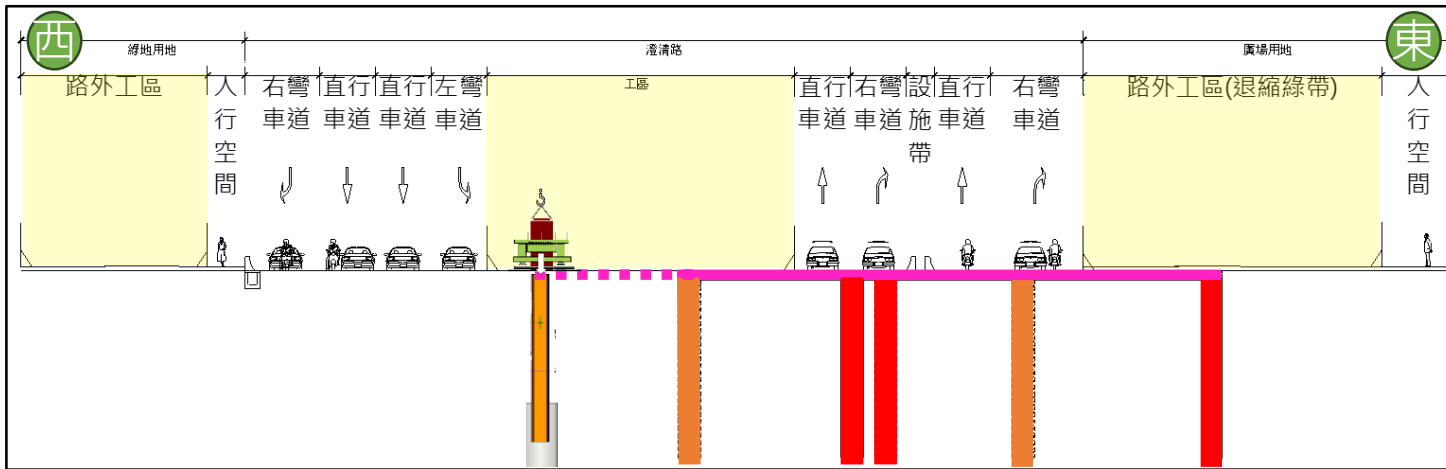 西
東
綠地用地
澄清路
廣場用地
路外工區
人行空間
右彎
車道
直行
車道
直行
車道
左彎
車道
工區
直行
車道
右彎
車道
設施帶
直行
車道
右彎
車道
路外工區(退縮綠帶)
人行空間